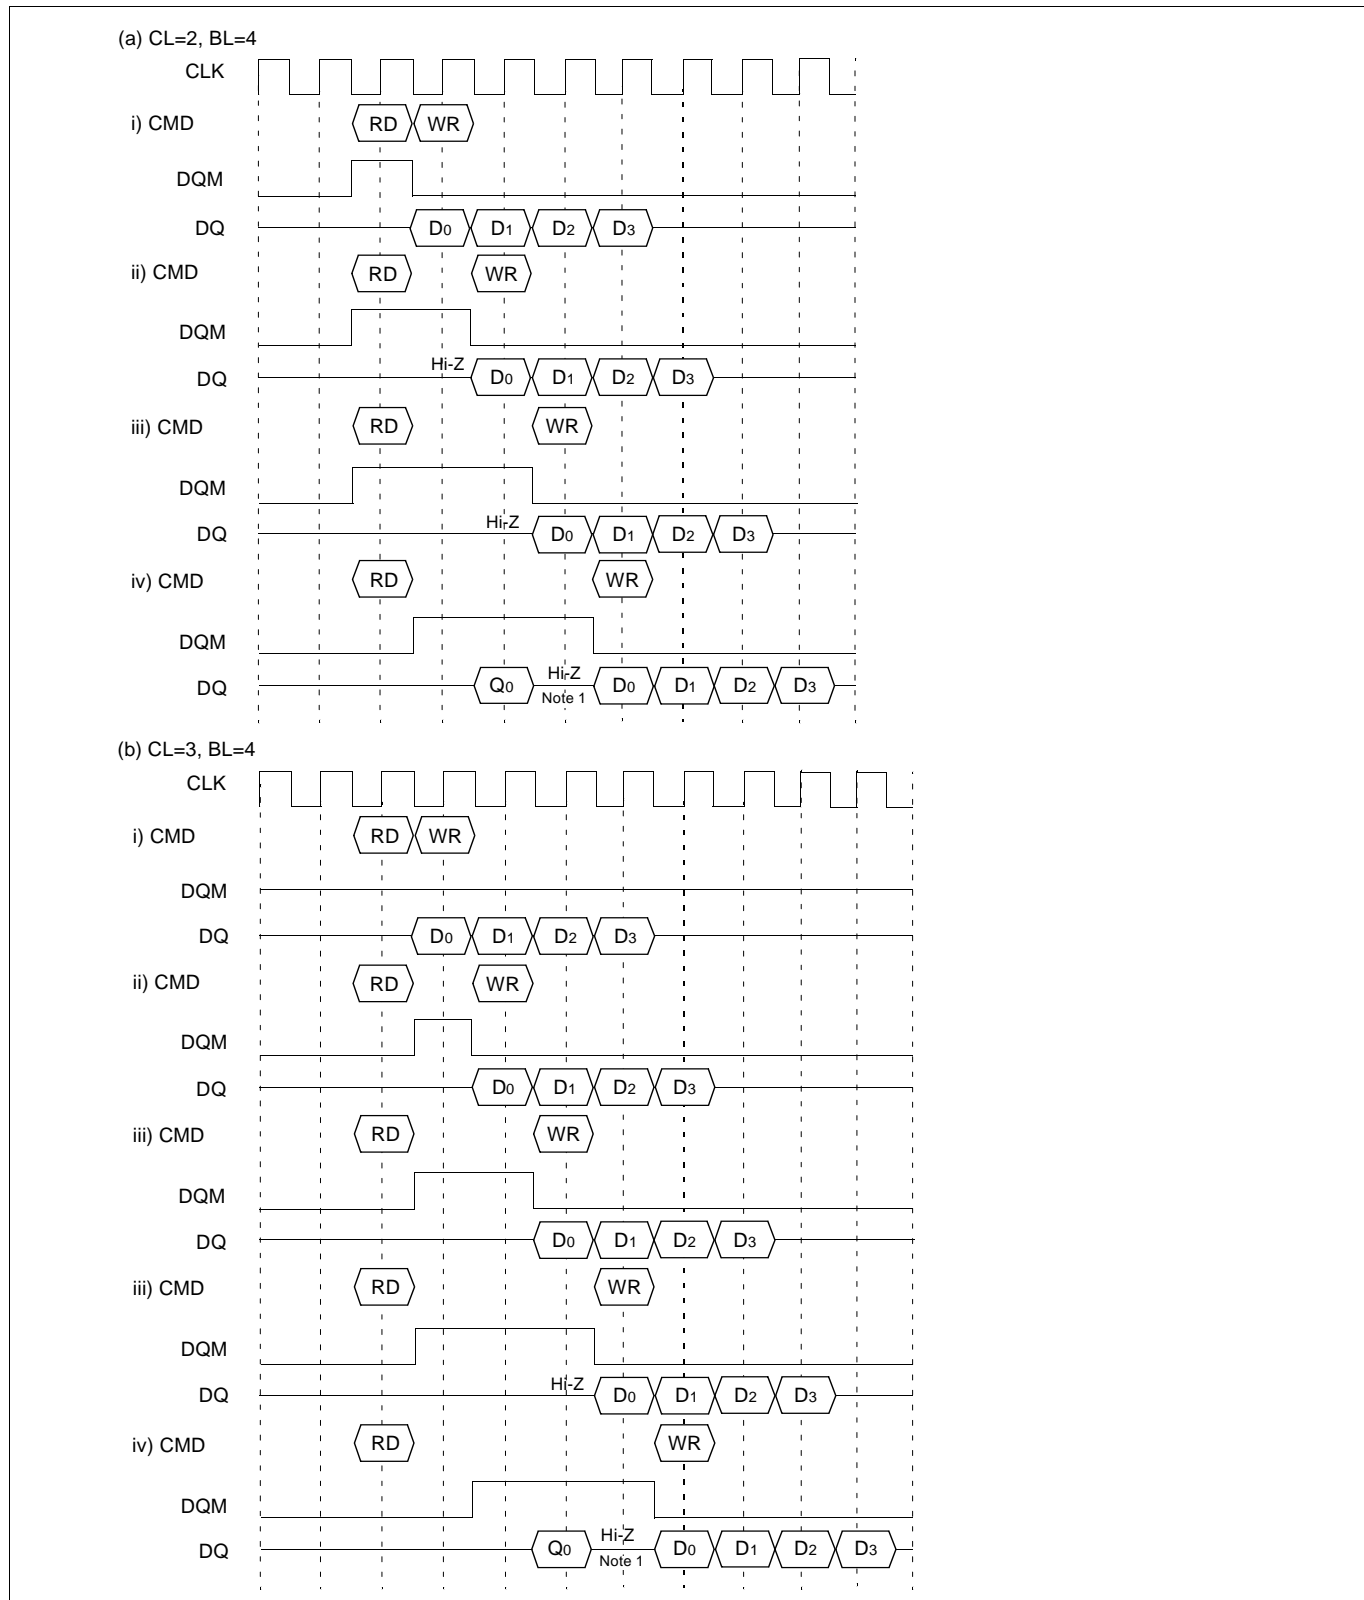 (a) CL=2, BL=4
CLK
i) CMD RD WR
DQM
DQ D0 D1 D2 D3
ii) CMD RD WR
DQM
DQ Hi-Z D0 D1 D2 D3
iii) CMD RD WR
DQM
DQ Hi-Z D0 D1 D2 D3
iv) CMD RD WR
DQM
DQ Q0 Hi-Z Note 1 D0 D1 D2 D3
(b) CL=3, BL=4
CLK
i) CMD RD WR
DQM
DQ D0 D1 D2 D3
ii) CMD RD WR
DQM
DQ D0 D1 D2 D3
iii) CMD RD WR
DQM
DQ D0 D1 D2 D3
iii) CMD RD WR
DQM
DQ Hi-Z D0 D1 D2 D3
iv) CMD RD WR
DQM
DQ Q0 Hi-Z Note 1 D0 D1 D2 D3